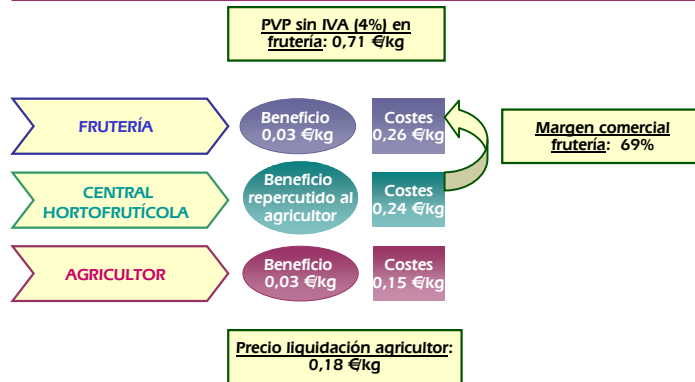 PVP sin IVA (4%) en
frutería: 0,71 €/kg
FRUTERÍA
Beneficio
0,03 €/kg
Costes
0,26 €/kg
Margen comercial
frutería: 69%
CENTRAL
HORTOFRUTÍCOLA
Beneficio
repercutido al
agricultor
Costes
0,24 €/kg
AGRICULTOR
Beneficio
0,03 €/kg
Costes
0,15 €/kg
Precio liquidación agricultor:
0,18 €/kg